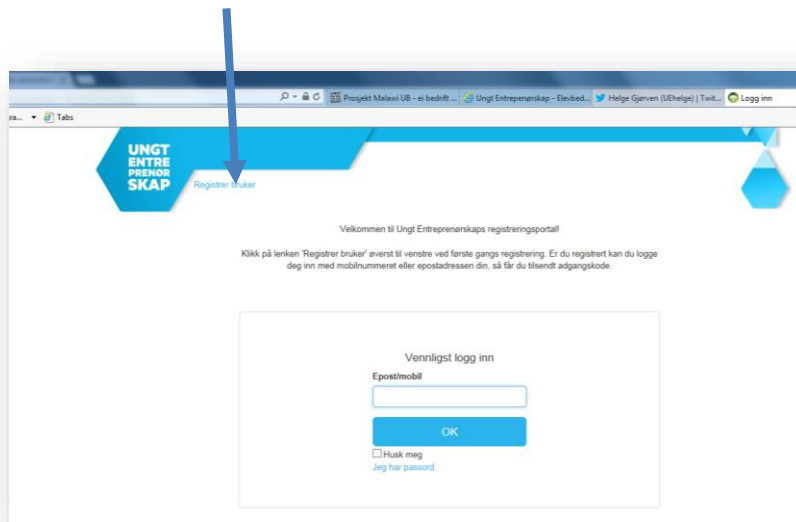 Prosjekt Malawi UB - ei bedrift ...
Ungt Entrepenørskap - Elevbed...
Helge Gjørven (UEhelge) | Twit...
Logg inn
Tabs
UNGT
ENTRE
PRENØR
SKAP
Registrer bruker
Velkommen til Ungt Entreprenørskaps registreringsportal!
Klikk på lenken 'Registrer bruker' øverst til venstre ved første gangs registrering. Er du registrert kan du logge
deg inn med mobilnummeret eller epostadressen din, så får du tilsendt adgangskode.
Vennligst logg inn
Epost/mobil
OK
Husk meg
Jeg har passord